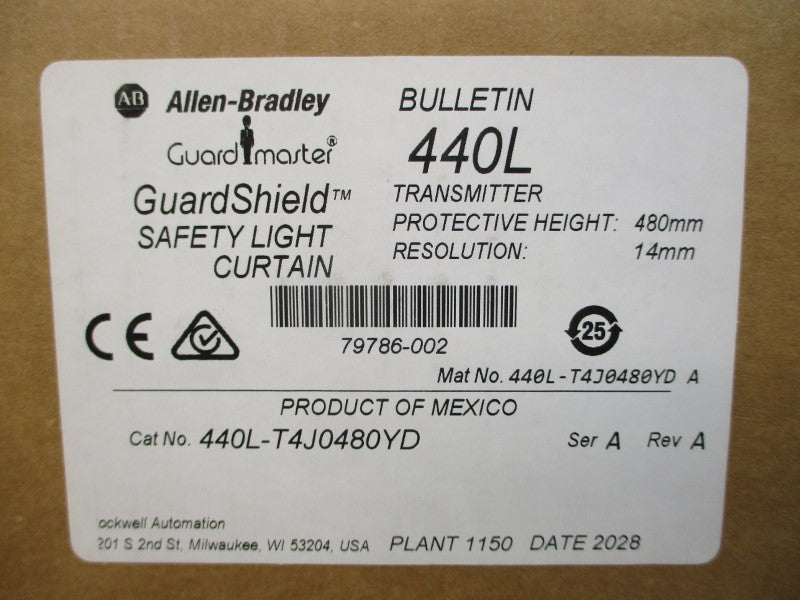 AB Allen-Bradley
Guardmaster®
GuardShield™
SAFETY LIGHT
CURTAIN
BULLETIN
440L
TRANSMITTER
PROTECTIVE HEIGHT: 480mm
RESOLUTION: 14mm
CE
25
79786-002
Mat No. 440L-T4J0480YD A
PRODUCT OF MEXICO
Cat No. 440L-T4J0480YD Ser A Rev A
ockwell Automation
201 S 2nd St, Milwaukee, WI 53204, USA PLANT 1150 DATE 2028